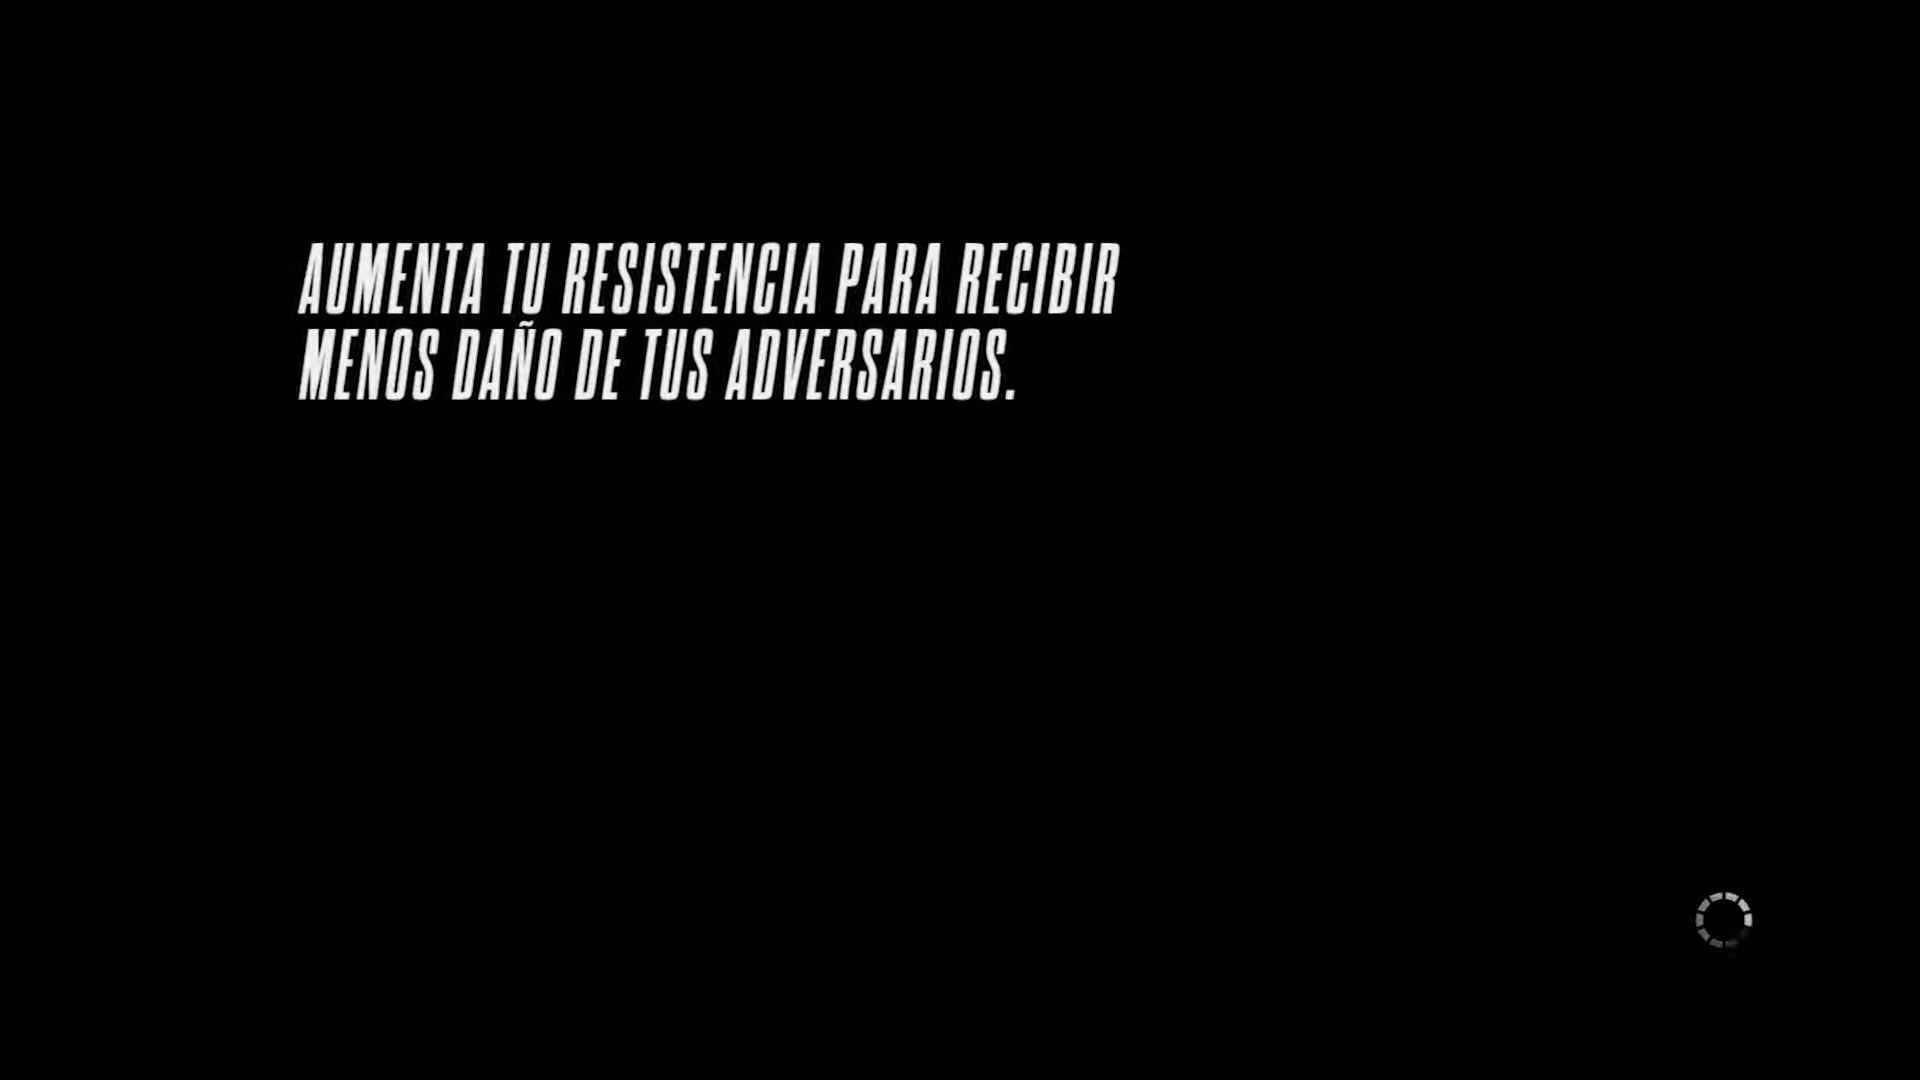 AUMENTA TU RESISTENCIA PARA RECIBIR
MENOS DAÑO DE TUS ADVERSARIOS.